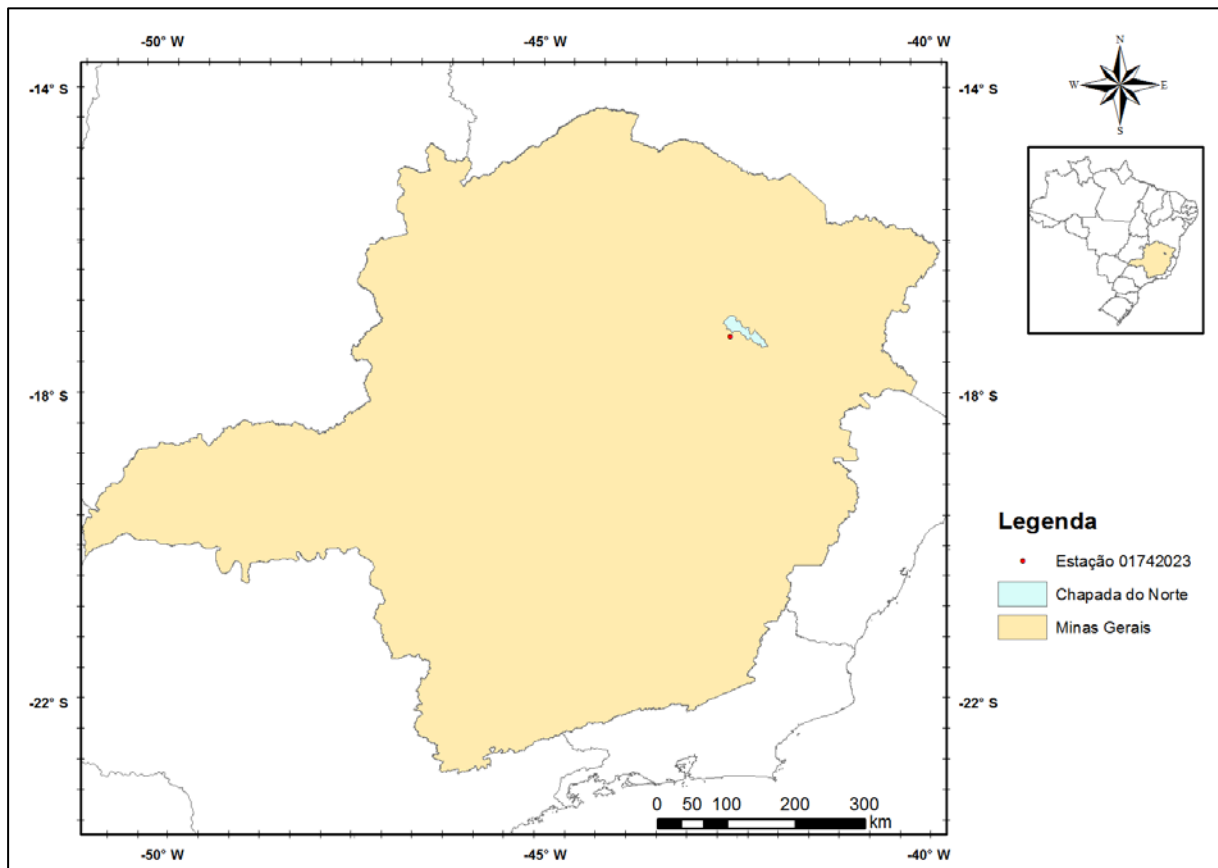 -50° W -45° W -40° W
N
W E
S
-14° S -14° S
-18° S -18° S
-22° S -22° S
Legenda
Estação 01742023
Chapada do Norte
Minas Gerais
0 50 100 200 300
km
-50° W -45° W -40° W